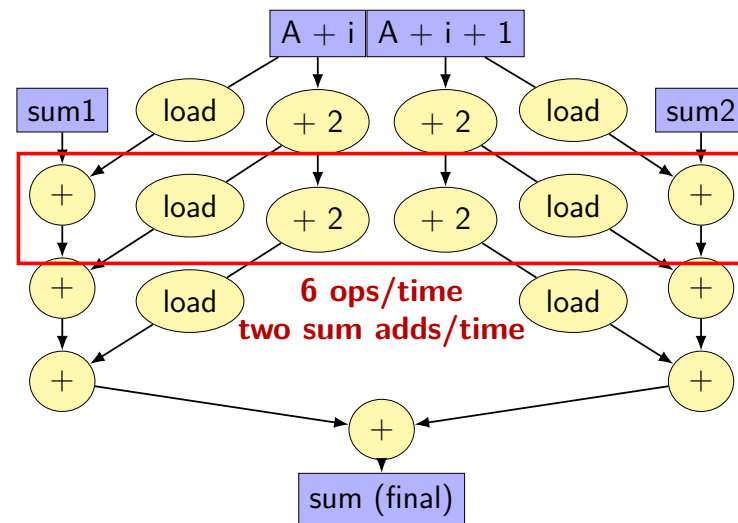 A + i A + i + 1
sum1 load + 2 + 2 load sum2
+ load + 2 + 2 load +
+ load 6 ops/time load +
two sum adds/time
+ +
+
sum (final)